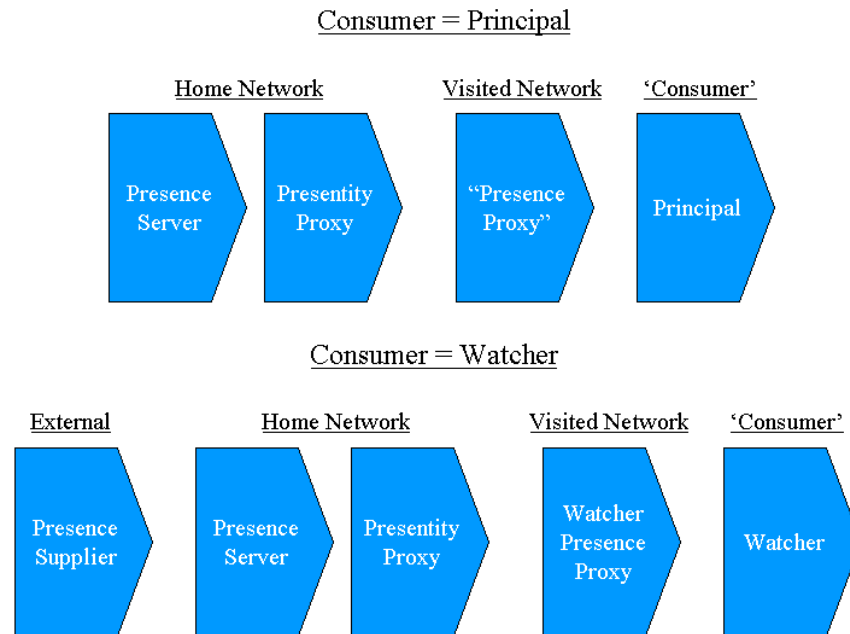 Consumer = Principal
Home Network
Visited Network
‘Consumer’
Presence
Server
Presentity
Proxy
“Presence
Proxy”
Principal
Consumer = Watcher
External
Home Network
Visited Network
‘Consumer’
Presence
Supplier
Presence
Server
Presentity
Proxy
Watcher
Presence
Proxy
Watcher